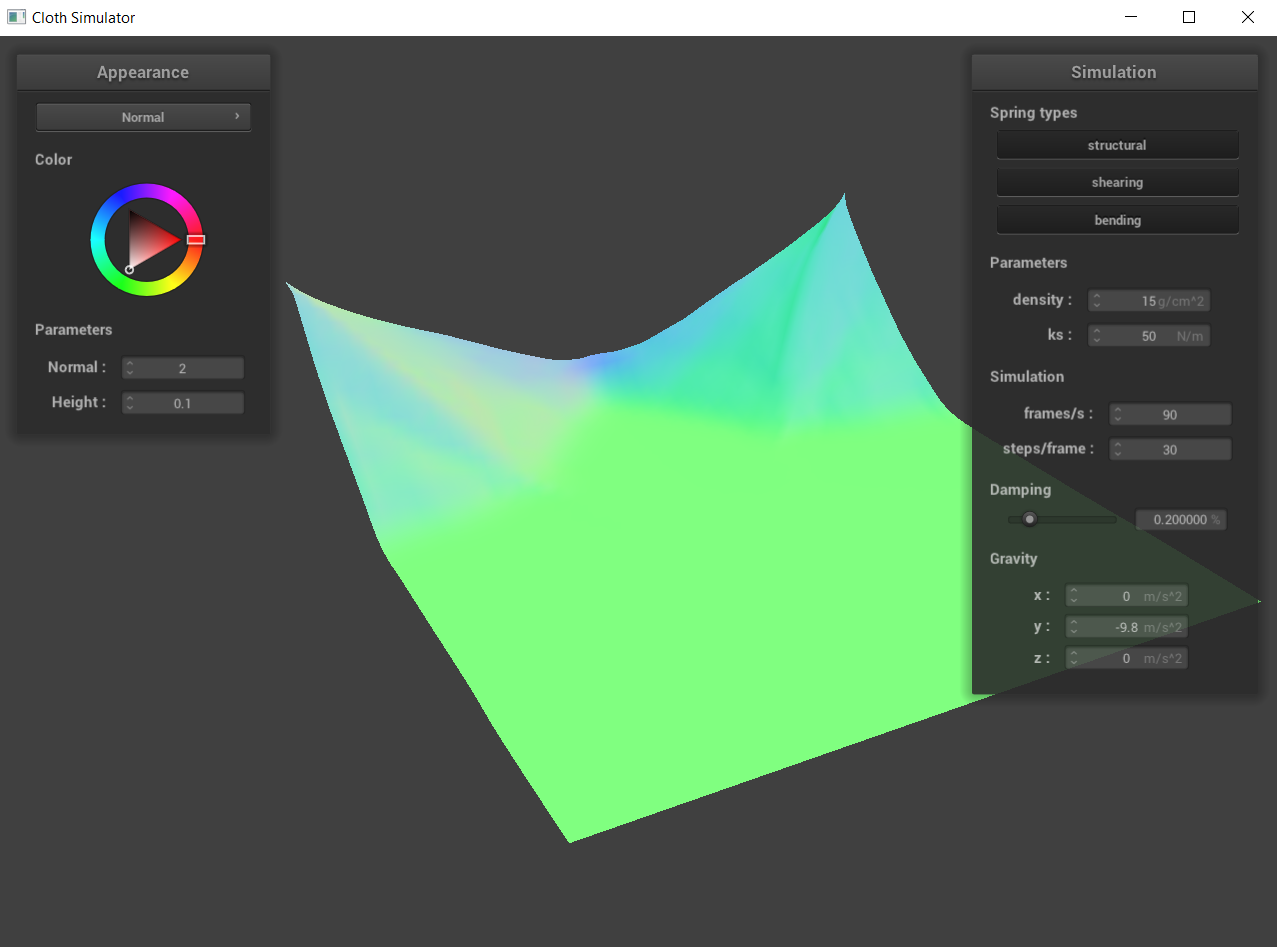 Cloth Simulator
Appearance
Normal
Color
Parameters
Normal : 2
Height : 0.1
Simulation
Spring types
structural
shearing
bending
Parameters
density : 15 g/cm^2
ks : 50 N/m
Simulation
frames/s : 90
steps/frame : 30
Damping
0.200000 %
Gravity
x : 0 m/s^2
y : -9.8 m/s^2
z : 0 m/s^2